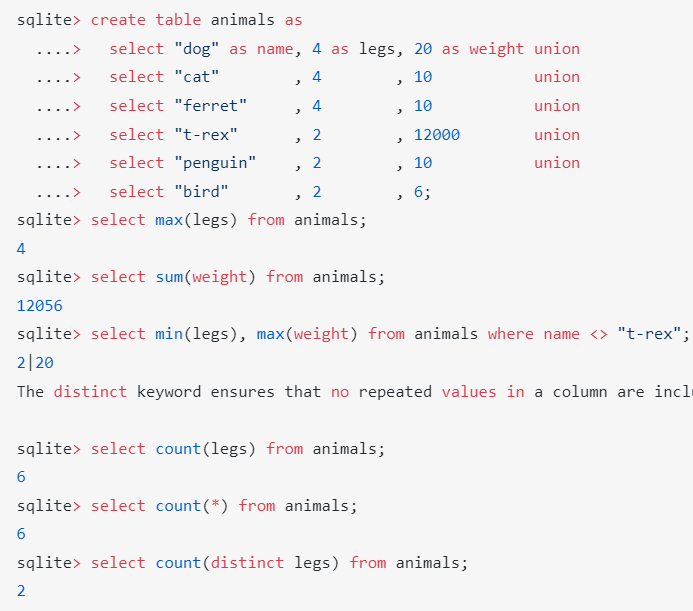 sqlite> create table animals as
  ....>   select "dog" as name, 4 as legs, 20 as weight union
  ....>   select "cat"        , 4        , 10           union
  ....>   select "ferret"     , 4        , 10           union
  ....>   select "t-rex"      , 2        , 12000        union
  ....>   select "penguin"    , 2        , 10           union
  ....>   select "bird"       , 2        , 6;
sqlite> select max(legs) from animals;
4
sqlite> select sum(weight) from animals;
12056
sqlite> select min(legs), max(weight) from animals where name <> "t-rex";
2|20
The distinct keyword ensures that no repeated values in a column are
sqlite> select count(legs) from animals;
6
sqlite> select count(*) from animals;
6
sqlite> select count(distinct legs) from animals;
2